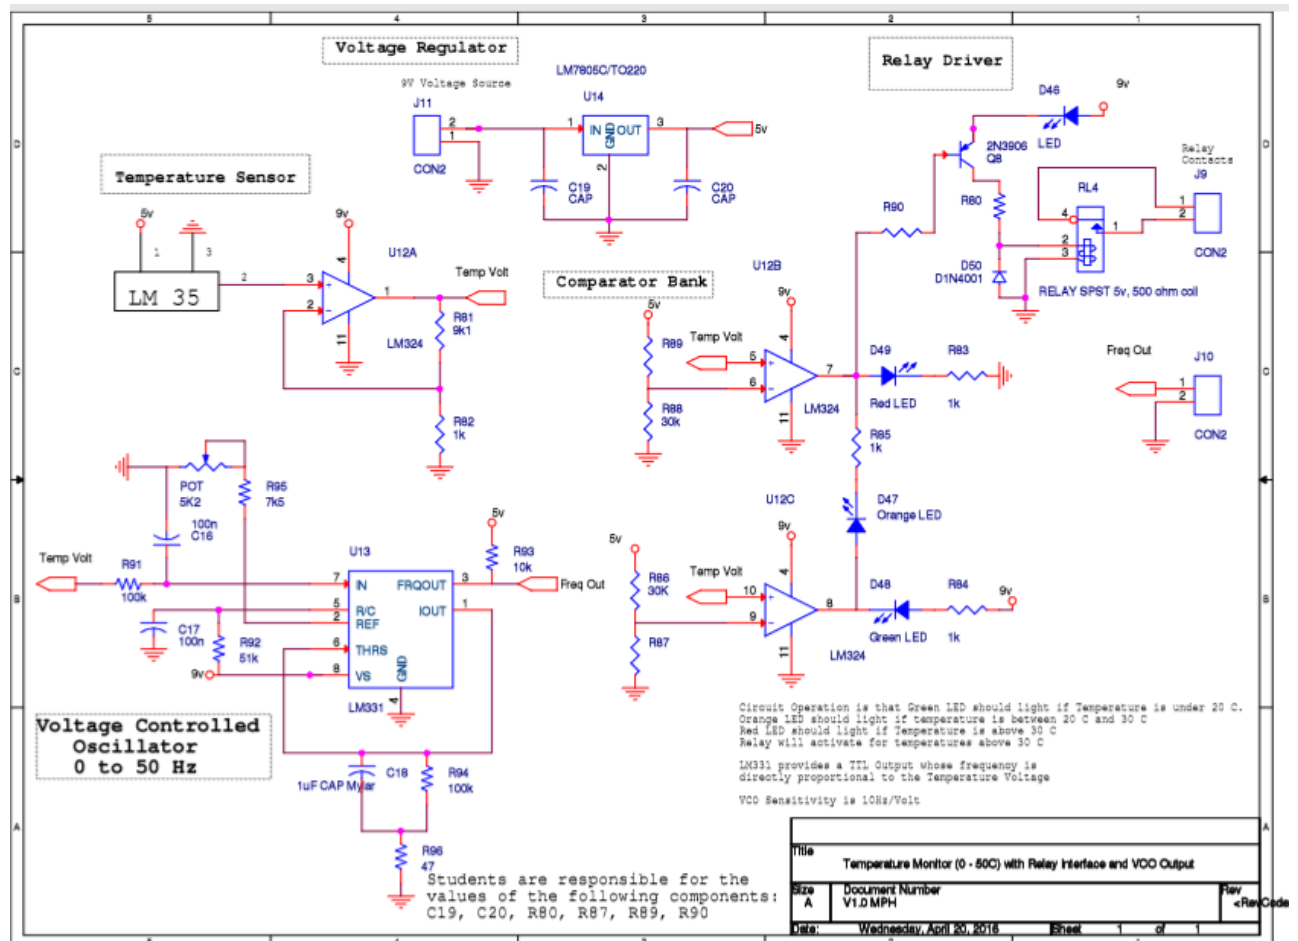 5
4
3
2
1
Voltage Regulator
Relay Driver
LM7805C/TO220
9V Voltage Source
U14
J11
2
1
CON2
1
IN
OUT
GND
3
2
5v
C19
CAP
C20
CAP
D46
9v
LED
2N3906
Q8
Relay
Contacts
J9
1
2
CON2
RL4
4
1
2
3
R90
R80
D50
D1N4001
RELAY SPST 5v, 500 ohm coil
D
D
Temperature Sensor
5v
1
3
LM 35
2
9v
U12A
4
3
2
+
-
1
11
LM324
Temp Volt
R81
9k1
R82
1k
Comparator Bank
5v
R89
R88
30k
Temp Volt
U12B
9v
4
5
6
+
-
7
11
LM324
D49
Red LED
R83
1k
Freq Out
J10
1
2
CON2
C
C
R85
1k
D47
Orange LED
POT
5K2
R95
7k5
100n
C16
Temp Volt
R91
100k
C17
100n
R92
51k
9v
U13
7
IN
5
R/C
2
REF
6
THRS
8
VS
FRQOUT
3
IOUT
1
GND
4
LM331
5v
R93
10k
Freq Out
5v
R86
30K
R87
Temp Volt
U12C
9v
4
10
9
+
-
8
11
LM324
D48
Green LED
R84
1k
9v
B
B
Voltage Controlled
Oscillator
0 to 50 Hz
C18
1uF CAP Mylar
R94
100k
R96
47
Circuit Operation is that Green LED should light if Temperature is under 20 C.
Orange LED should light if temperature is between 20 C and 30 C
Red LED should light if Temperature is above 30 C
Relay will activate for temperatures above 30 C
LM331 provides a TTL Output whose frequency is
directly proportional to the Temperature Voltage
VCO Sensitivity is 10Hz/Volt
A
A
Students are responsible for the
values of the following components:
C19, C20, R80, R87, R89, R90
Title
Temperature Monitor (0 - 50C) with Relay Interface and VCO Output
Size
A
Document Number
V1.0 MPH
Rev
<RevCode
Date:
Wednesday, April 20, 2016
Sheet
1
of
1
5
4
3
2
1